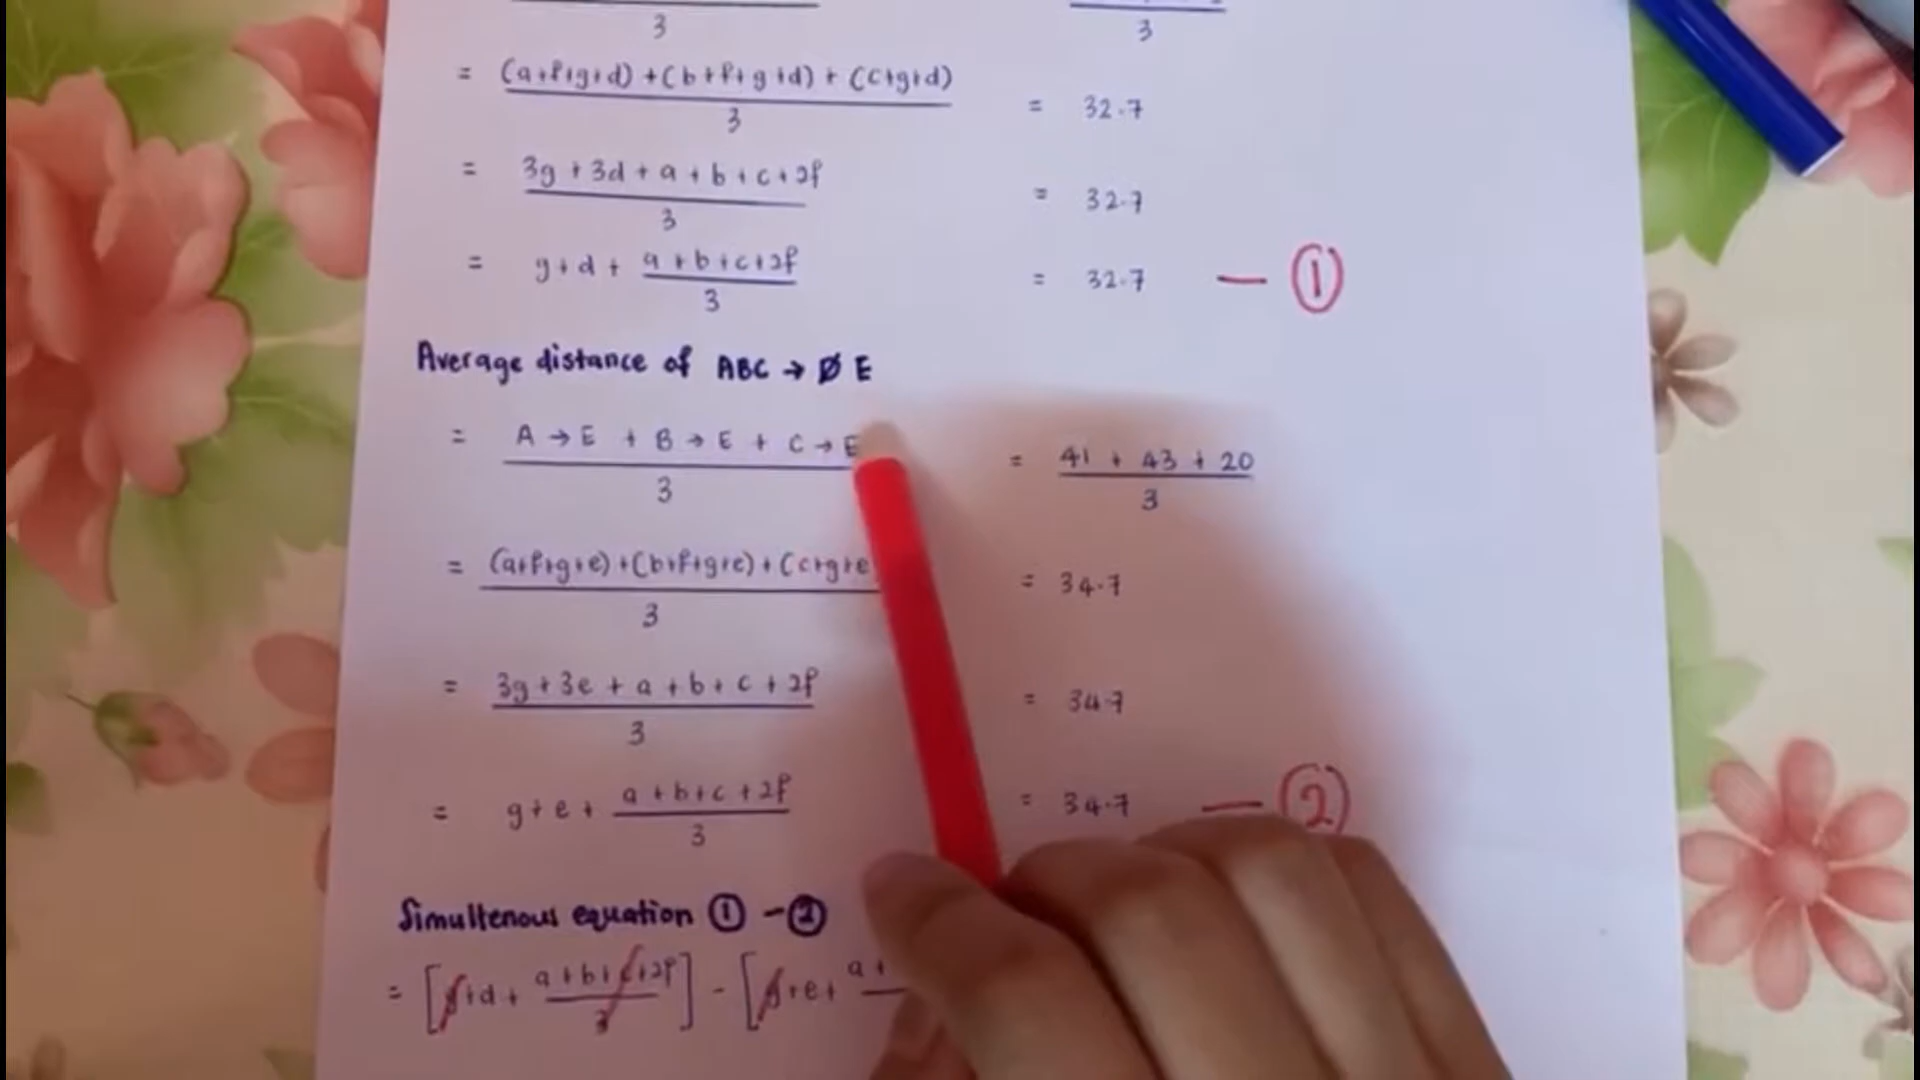 3 3
= (a+f+g+d) + (b+f+g+d) + (c+g+d) / 3 = 32.7
= 3g + 3d + a + b + c + 2f / 3 = 32.7
= g + d + a + b + c + 2f / 3 = 32.7 — ①
Average distance of ABC → D E
= A → E + B → E + C → E / 3 = 41 + 43 + 20 / 3
= (a+f+g+e) + (b+f+g+e) + (c+g+e / 3 = 34.7
= 3g + 3e + a + b + c + 2f / 3 = 34.7
= g + e + a + b + c + 2f / 3 = 34.7 — ②
Simultenous equation ① - ②
= [g + d + a + b + c + 2f / 3] - [g + e + a +